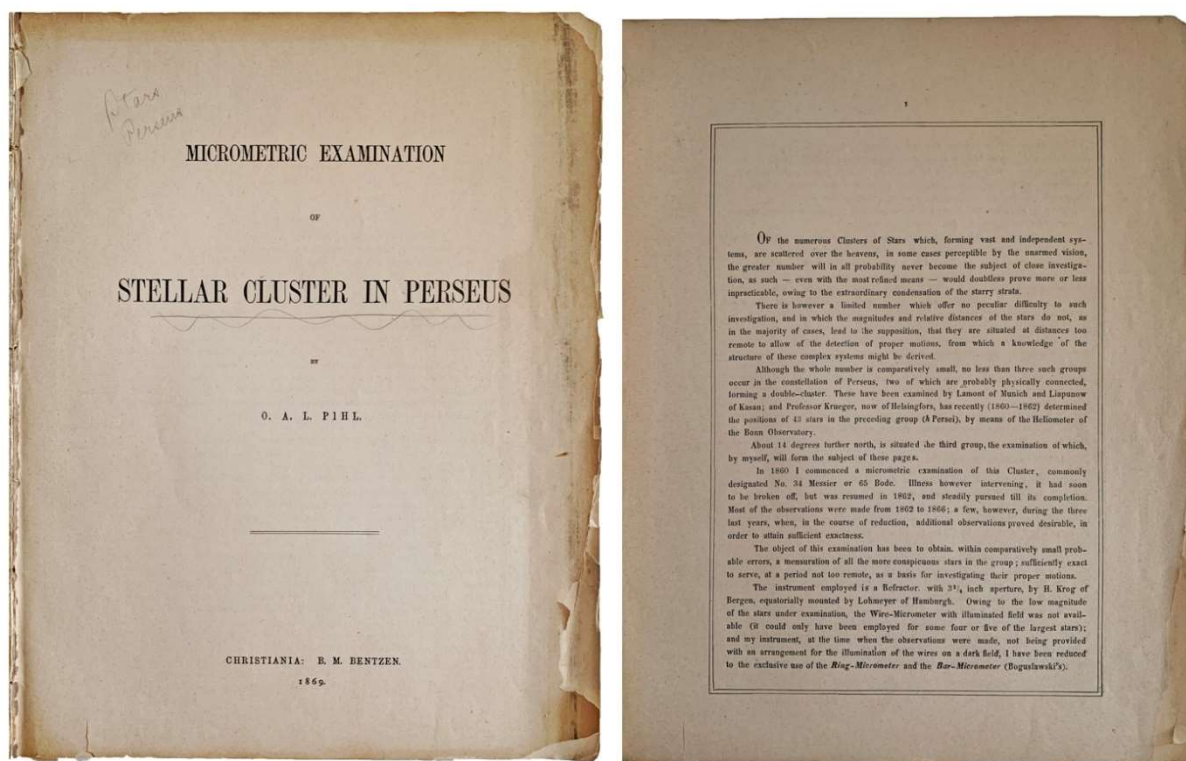 Stars
Perseus
MICROMETRIC EXAMINATION
OF
STELLAR CLUSTER IN PERSEUS
BY
O. A. L. PIHL.
CHRISTIANIA: B. M. BENTZEN.
1869.
1
OF the numerous Clusters of Stars which, forming vast and independent sys-
tems, are scattered over the heavens, in some cases perceptible by the unarmed vision,
the greater number will in all probability never become the subject of close investiga-
tion, as such — even with the most refined means — would doubtless prove more or less
inpracticable, owing to the extraordinary condensation of the starry strata.
There is however a limited number which offer no peculiar difficulty to such
investigation, and in which the magnitudes and relative distances of the stars do not, as
in the majority of cases, lead to the supposition, that they are situated at distances too
remote to allow of the detection of proper motions, from which a knowledge of the
structure of these complex systems might be derived.
Although the whole number is comparatively small, no less than three such groups
occur in the constellation of Perseus, two of which are probably physically connected,
forming a double-cluster. These have been examined by Lamont of Munich and Liapunow
of Kasan; and Professor Krueger, now of Helsingfors, has recently (1860—1862) determined
the positions of 43 stars in the preceding group (h Persei), by means of the Heliometer of
the Bonn Observatory.
About 14 degrees further north, is situated the third group, the examination of which,
by myself, will form the subject of these pages.
In 1860 I commenced a micrometric examination of this Cluster, commonly
designated No. 34 Messier or 65 Bode. Illness however intervening, it had soon
to be broken off, but was resumed in 1862, and steadily pursued till its completion.
Most of the observations were made from 1862 to 1866; a few, however, during the three
last years, when, in the course of reduction, additional observations proved desirable, in
order to attain sufficient exactness.
The object of this examination has been to obtain, within comparatively small prob-
able errors, a mensuration of all the more conspicuous stars in the group; sufficiently exact
to serve, at a period not too remote, as a basis for investigating their proper motions.
The instrument employed is a Refractor, with 3¼ inch aperture, by H. Krog of
Bergen, equatorially mounted by Lohmeyer of Hamburgh. Owing to the low magnitude
of the stars under examination, the Wire-Micrometer with illuminated field was not avail-
able (it could only have been employed for some four or five of the largest stars);
and my instrument, at the time when the observations were made, not being provided
with an arrangement for the illumination of the wires on a dark field, I have been reduced
to the exclusive use of the Ring-Micrometer and the Bar-Micrometer (Boguslawski's).